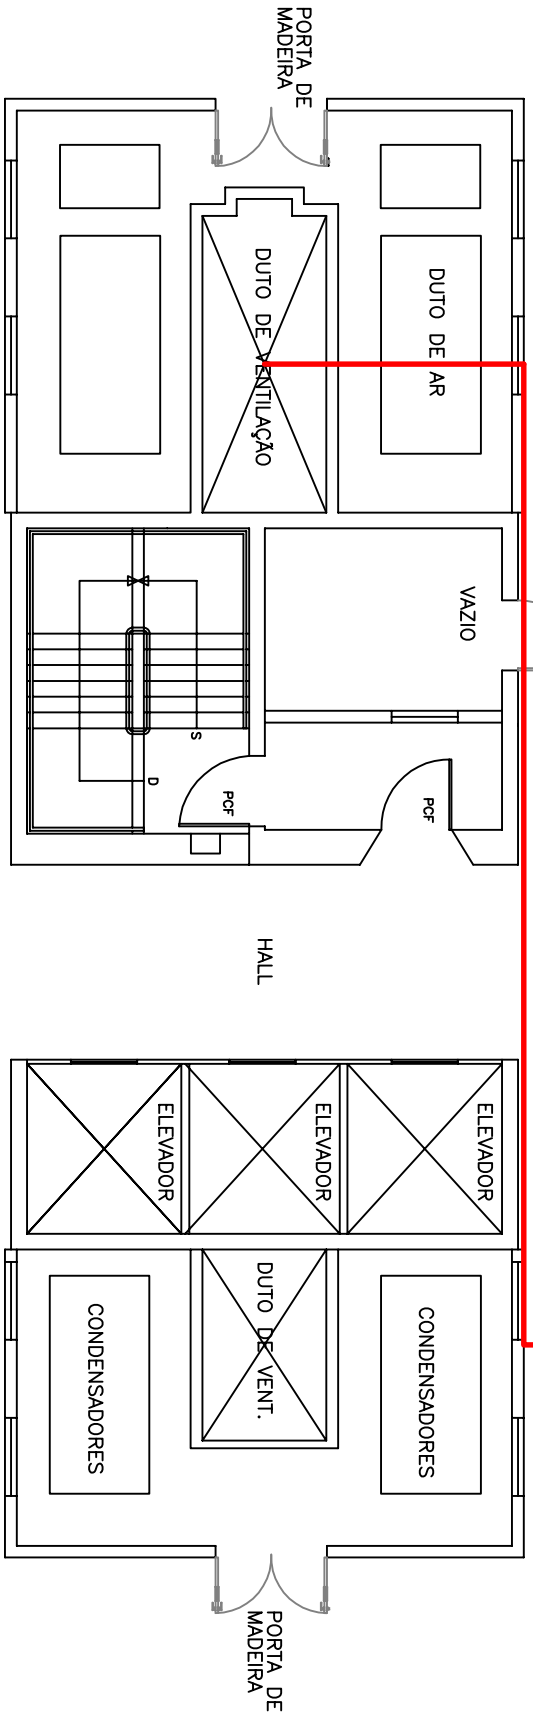 PORTA DE
MADEIRA
DUTO DE VENTILAÇÃO
DUTO DE AR
VAZIO
S
D
PCF
PCF
HALL
ELEVADOR
ELEVADOR
ELEVADOR
DUTO DE VENT.
CONDENSADORES
CONDENSADORES
PORTA DE
MADEIRA